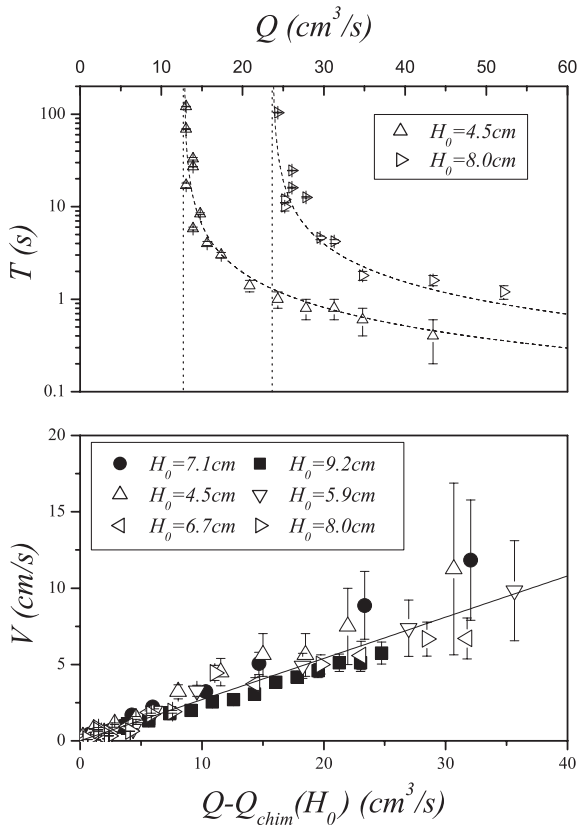 Q (cm³/s)
0 10 20 30 40 50 60
100
10
1
0.1
T (s)
H₀=4.5cm
H₀=8.0cm
20
15
10
5
0
V (cm/s)
H₀=7.1cm H₀=9.2cm
H₀=4.5cm H₀=5.9cm
H₀=6.7cm H₀=8.0cm
0 10 20 30 40
Q-Q_chim(H₀) (cm³/s)